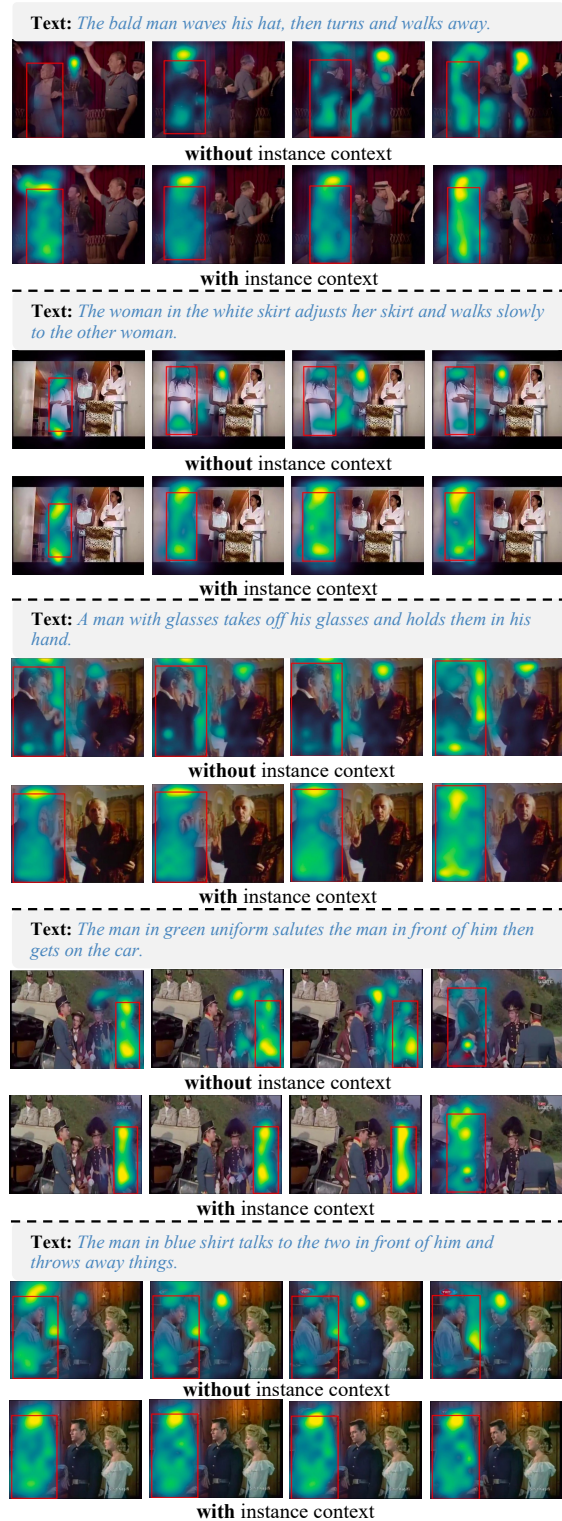 Text: The bald man waves his hat, then turns and walks away.
without instance context
with instance context
Text: The woman in the white skirt adjusts her skirt and walks slowly
to the other woman.
without instance context
with instance context
Text: A man with glasses takes off his glasses and holds them in his
hand.
without instance context
with instance context
Text: The man in green uniform salutes the man in front of him then
gets on the car.
without instance context
with instance context
Text: The man in blue shirt talks to the two in front of him and
throws away things.
without instance context
with instance context